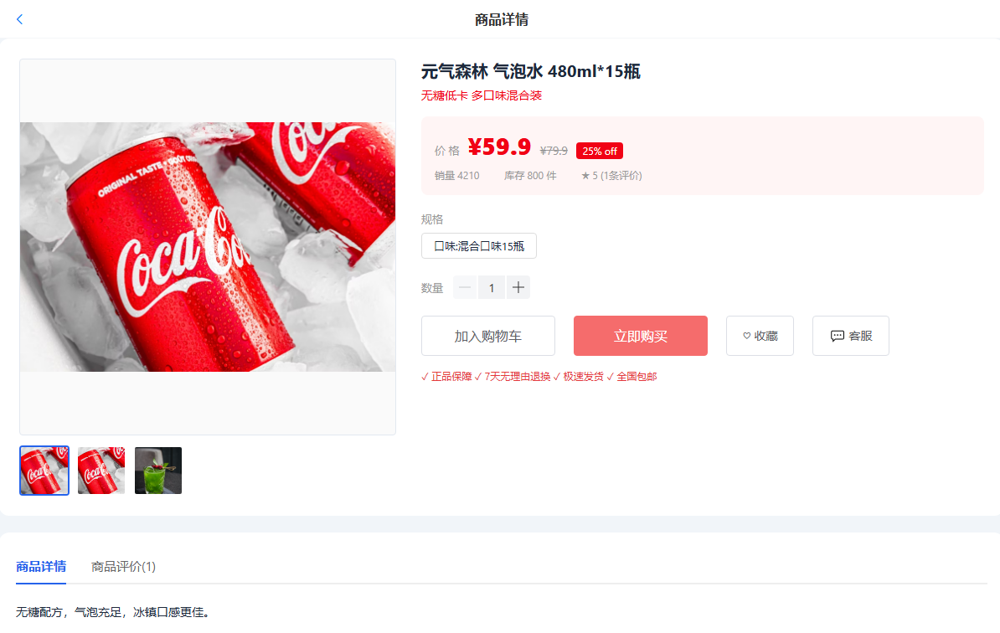 商品详情
ORIGINAL TASTE
Coca Cola
元气森林 气泡水 480ml*15瓶
无糖低卡 多口味混合装
价 格 ¥59.9 ¥79.9 25% off
销量 4210 库存 800 件 ★ 5 (1条评价)
规格
口味:混合口味15瓶
数量 1
加入购物车 立即购买 ♡ 收藏 客服
✓ 正品保障 ✓ 7天无理由退换 ✓ 极速发货 ✓ 全国包邮
商品详情 商品评价(1)
无糖配方，气泡充足，冰镇口感更佳。